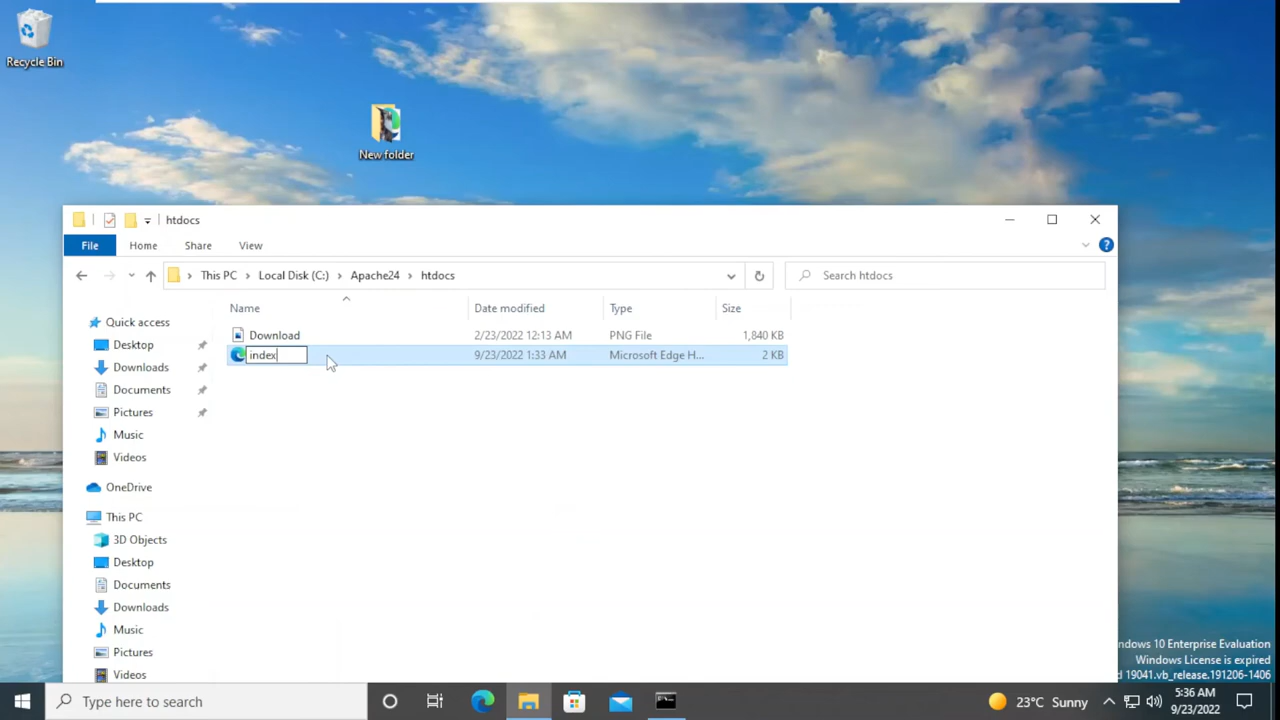 Recycle Bin
New folder
htdocs
File Home Share View
This PC Local Disk (C:) Apache24 htdocs
Search htdocs
Name Date modified Type Size
Download 2/23/2022 12:13 AM PNG File 1,840 KB
index 9/23/2022 1:33 AM Microsoft Edge H... 2 KB
Quick access
Desktop
Downloads
Documents
Pictures
Music
Videos
OneDrive
This PC
3D Objects
Desktop
Documents
Downloads
Music
Pictures
Videos
ndows 10 Enterprise Evaluation
Windows License is expired
d 19041.vb_release.191206-1406
Type here to search
23°C Sunny
5:36 AM
9/23/2022